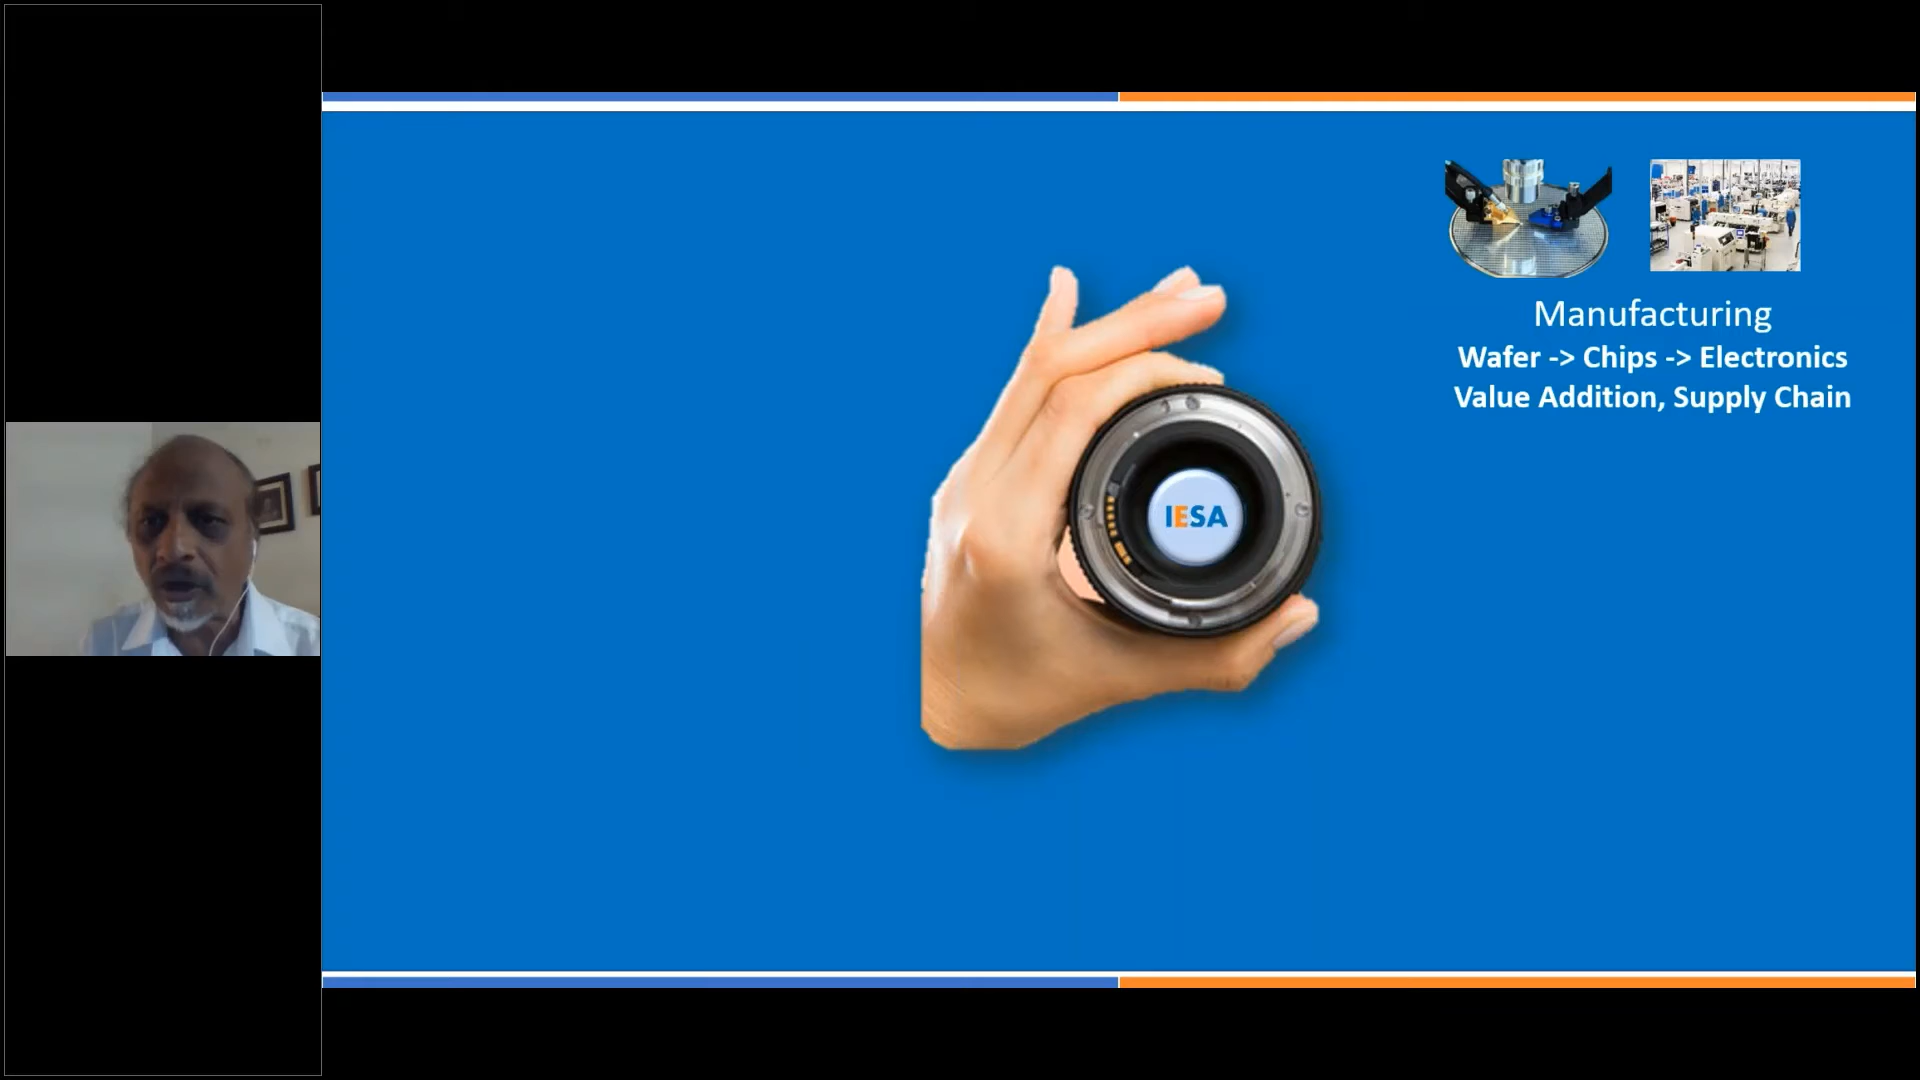 Manufacturing
Wafer -> Chips -> Electronics
Value Addition, Supply Chain
IESA